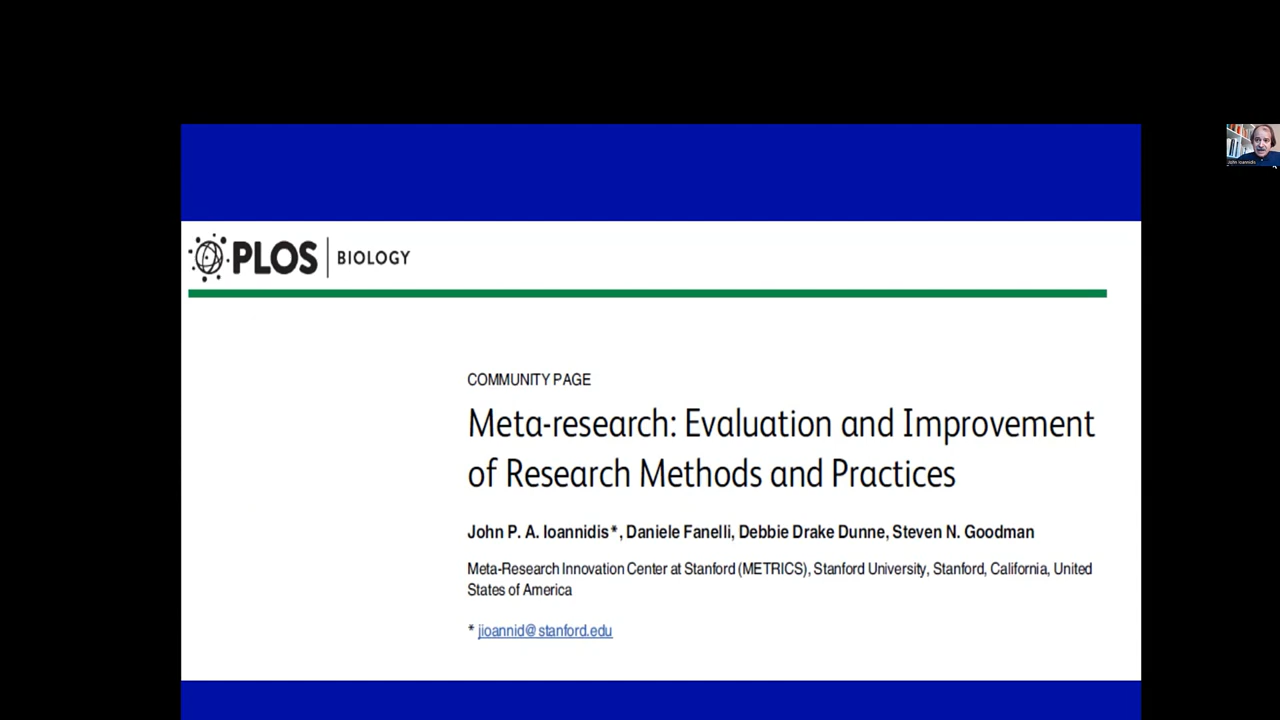 PLOS BIOLOGY
COMMUNITY PAGE
Meta-research: Evaluation and Improvement
of Research Methods and Practices
John P. A. Ioannidis*, Daniele Fanelli, Debbie Drake Dunne, Steven N. Goodman
Meta-Research Innovation Center at Stanford (METRICS), Stanford University, Stanford, California, United
States of America
* jioannid@stanford.edu
John Ioannidis